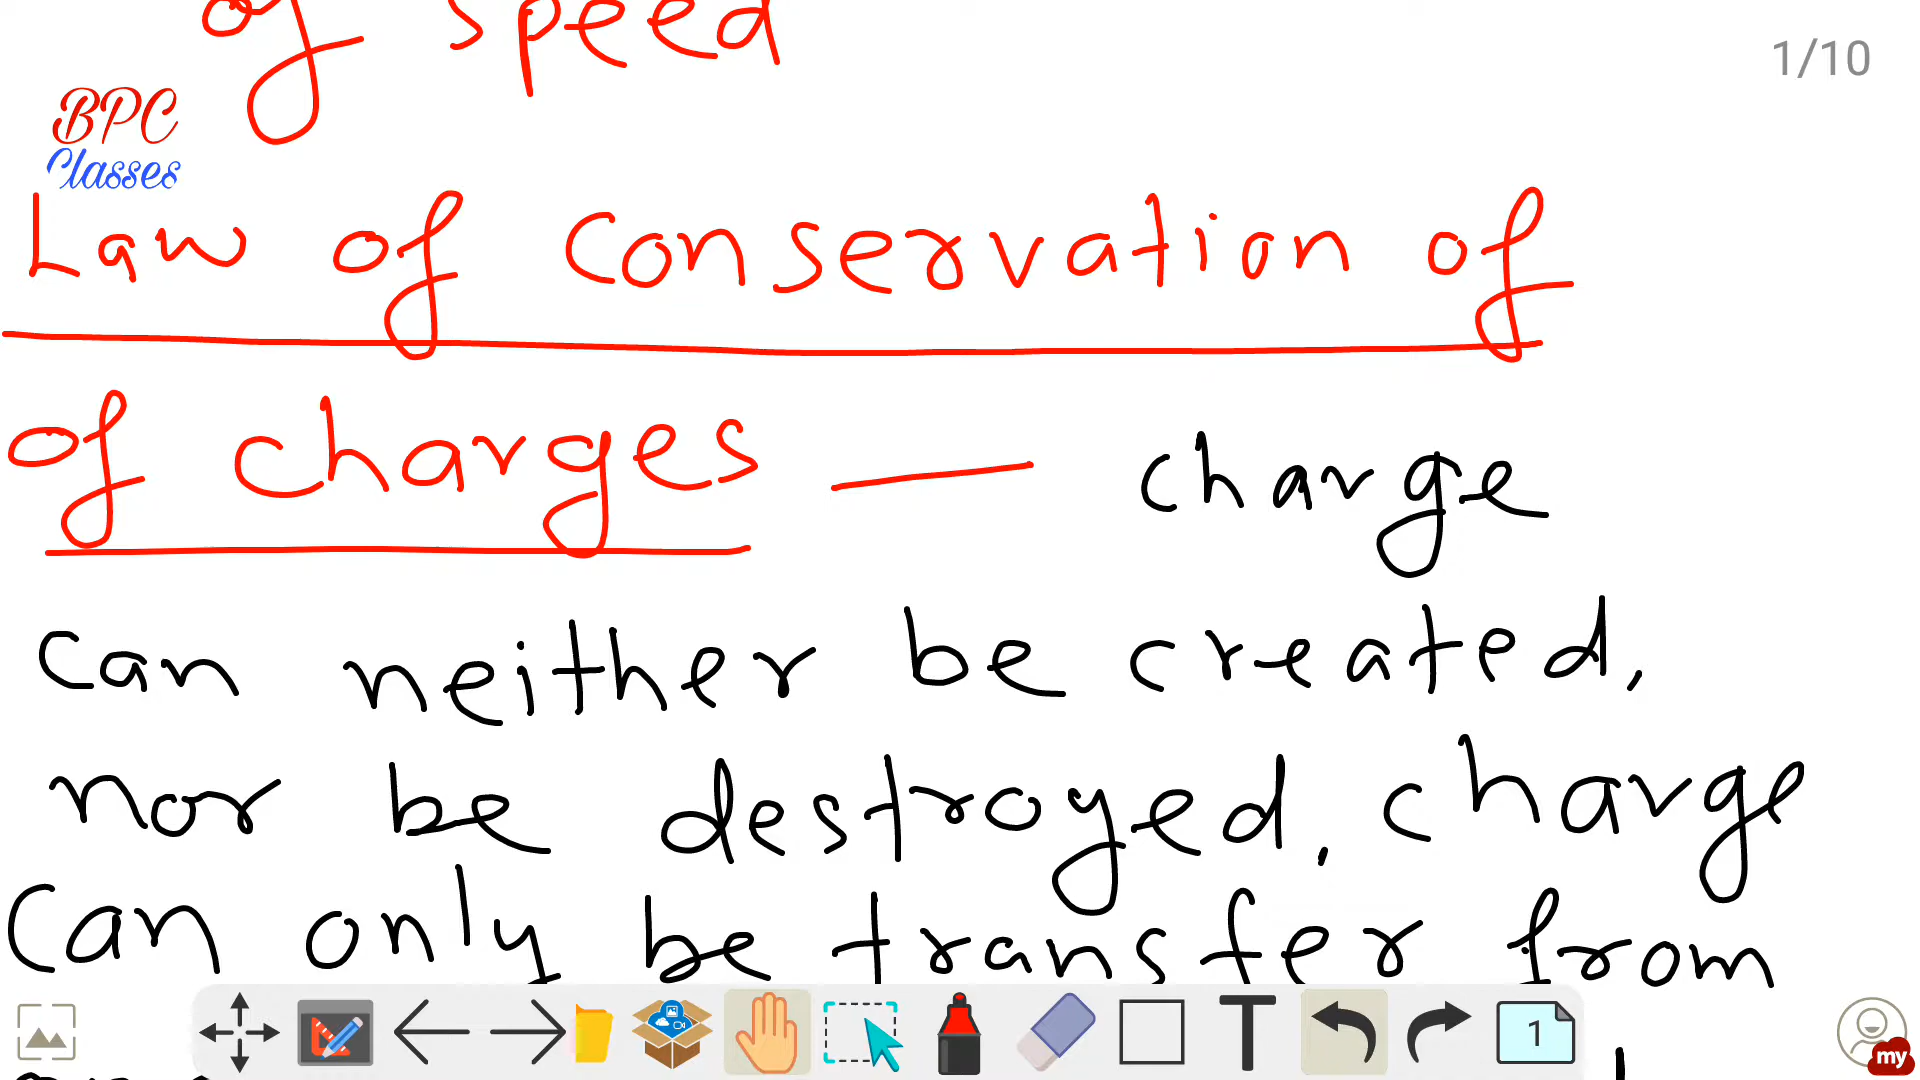 of speed
1/10
BPC
Classes
Law of conservation of
of charges — charge
can neither be created,
nor be destroyed, charge
can only be transfer from
T
1
my